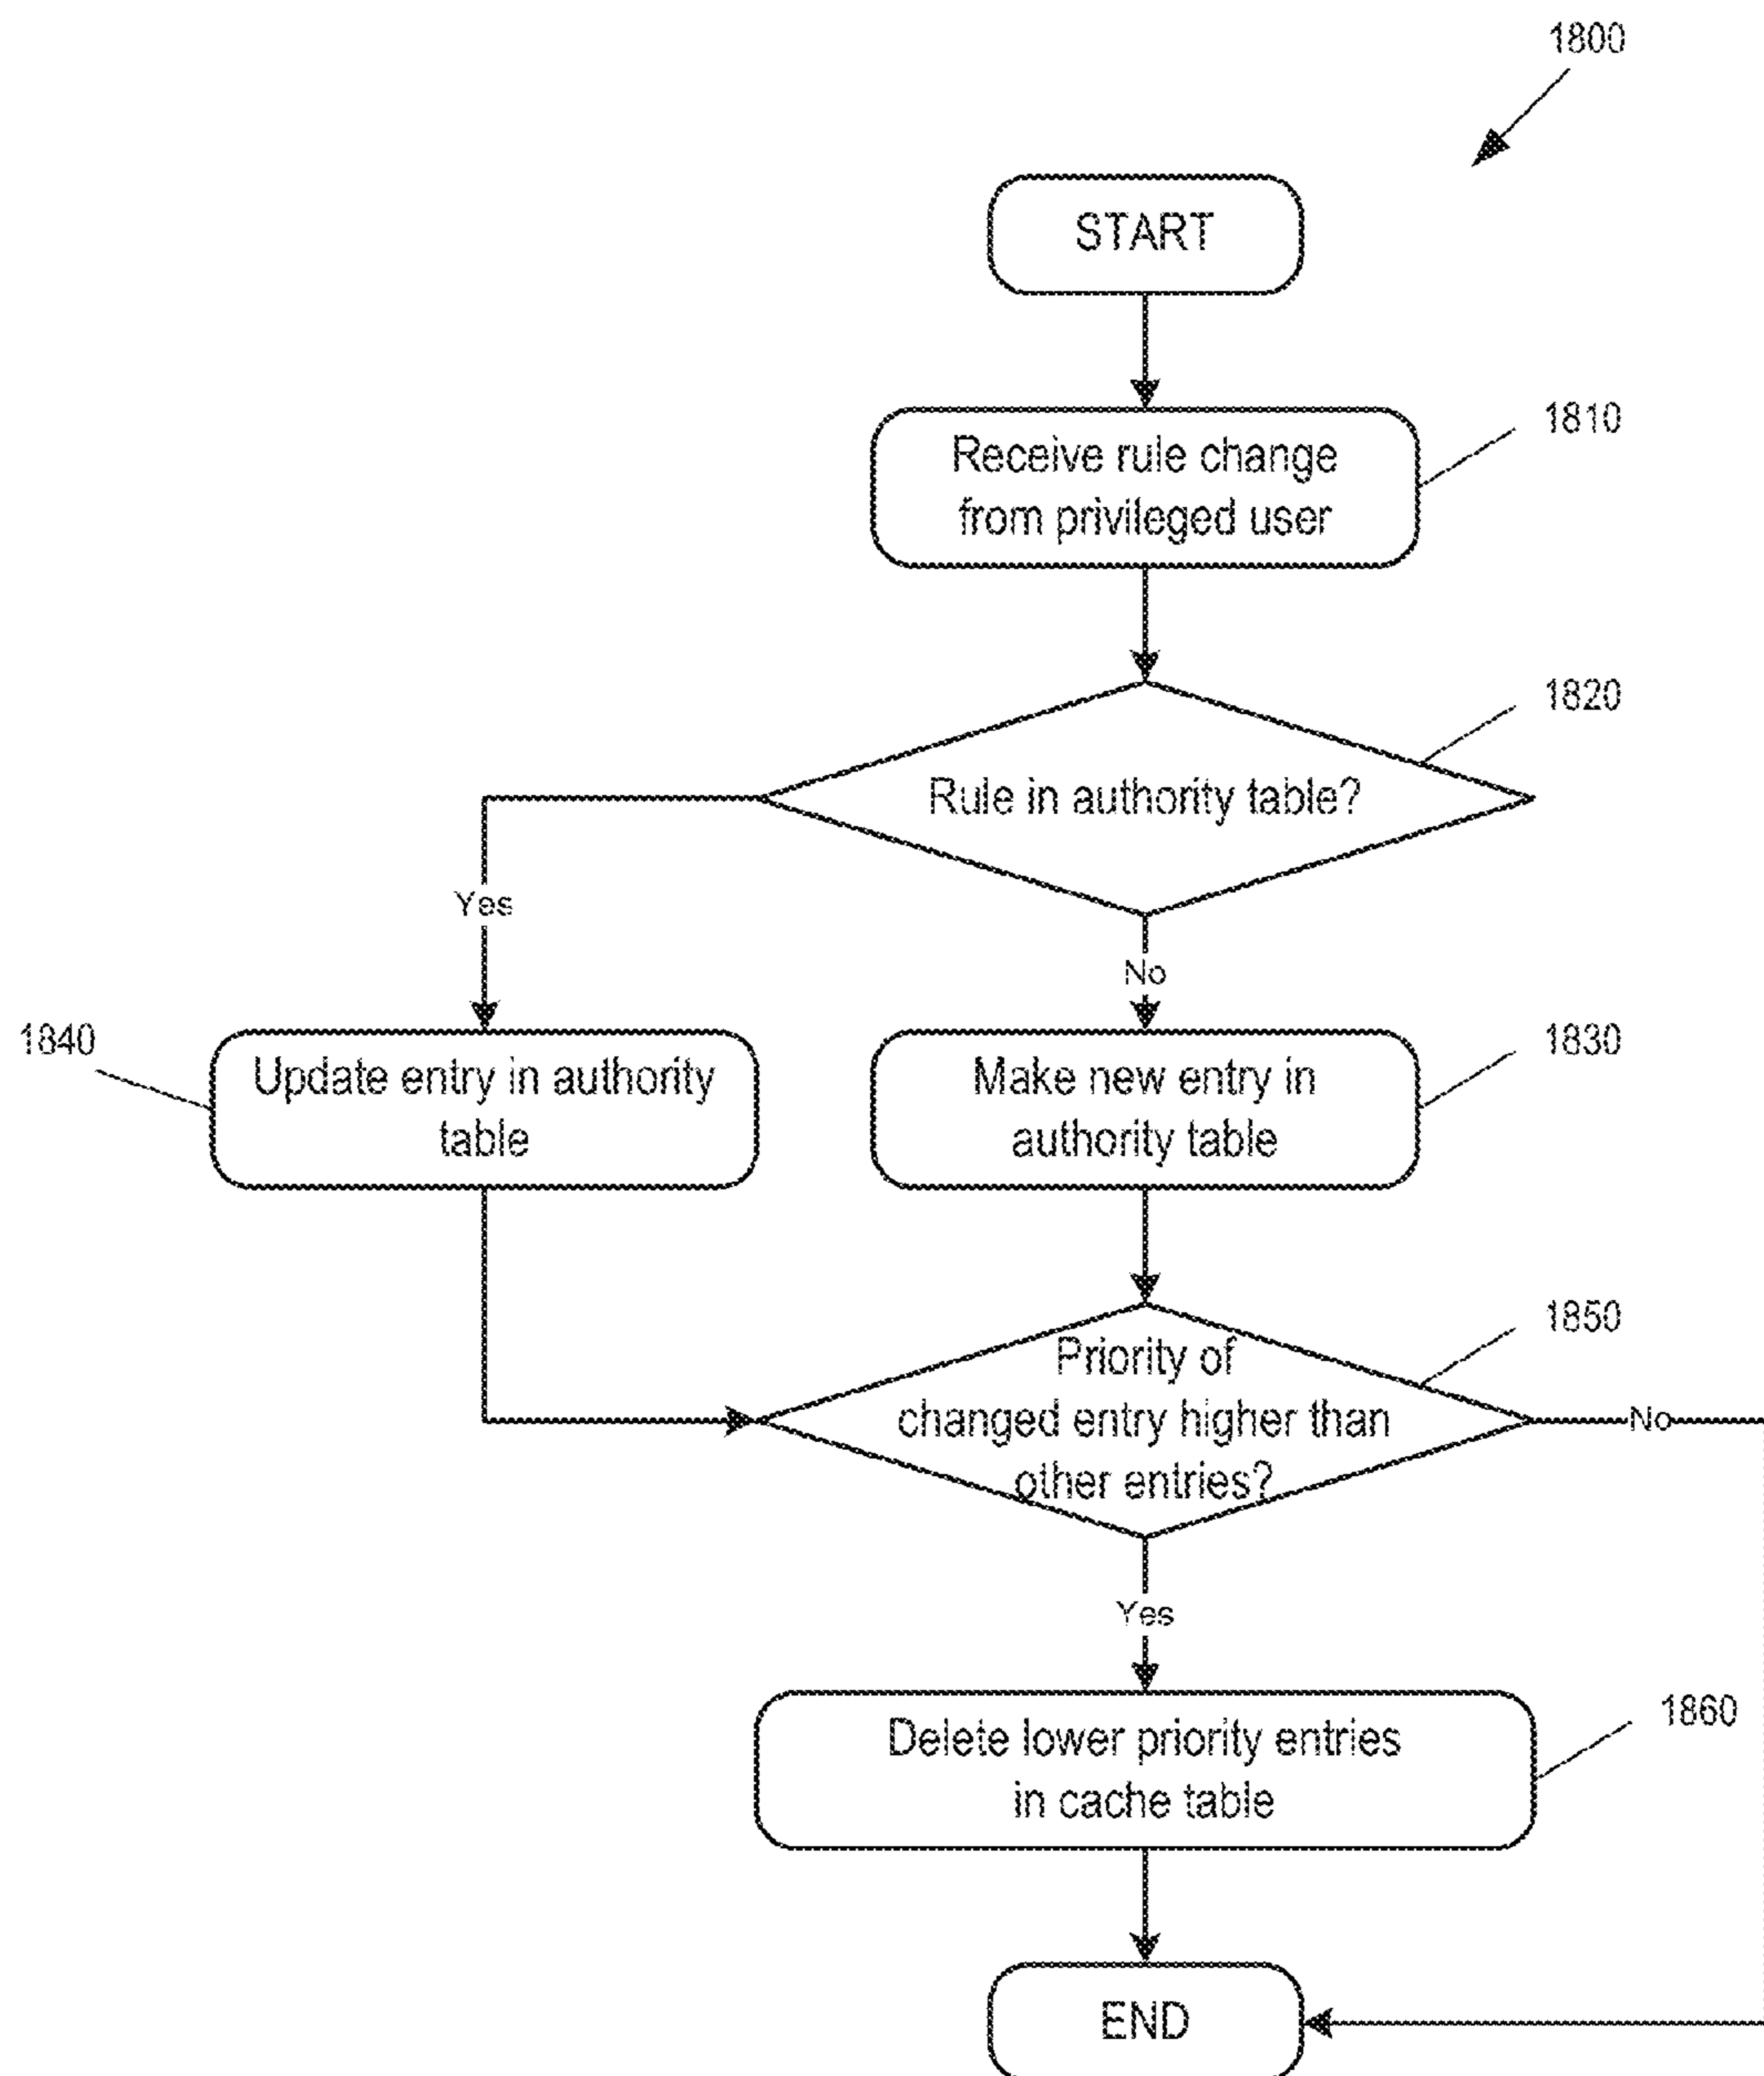 1800
START
Receive rule change
from privileged user
1810
Rule in authority table?
1820
Yes
No
1840
Update entry in authority
table
Make new entry in
authority table
1830
Priority of
changed entry higher than
other entries?
1850
No
Yes
Delete lower priority entries
in cache table
1860
END